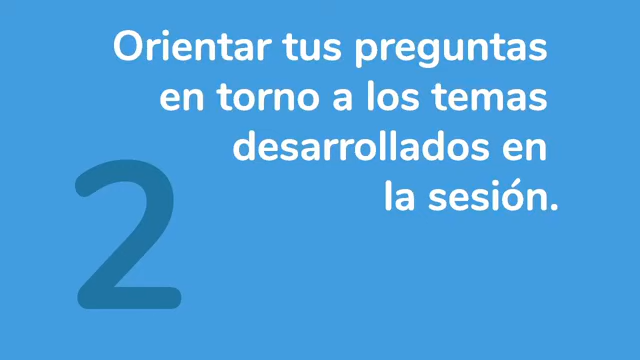 Orientar tus preguntas
en torno a los temas
desarrollados en
la sesión.
2